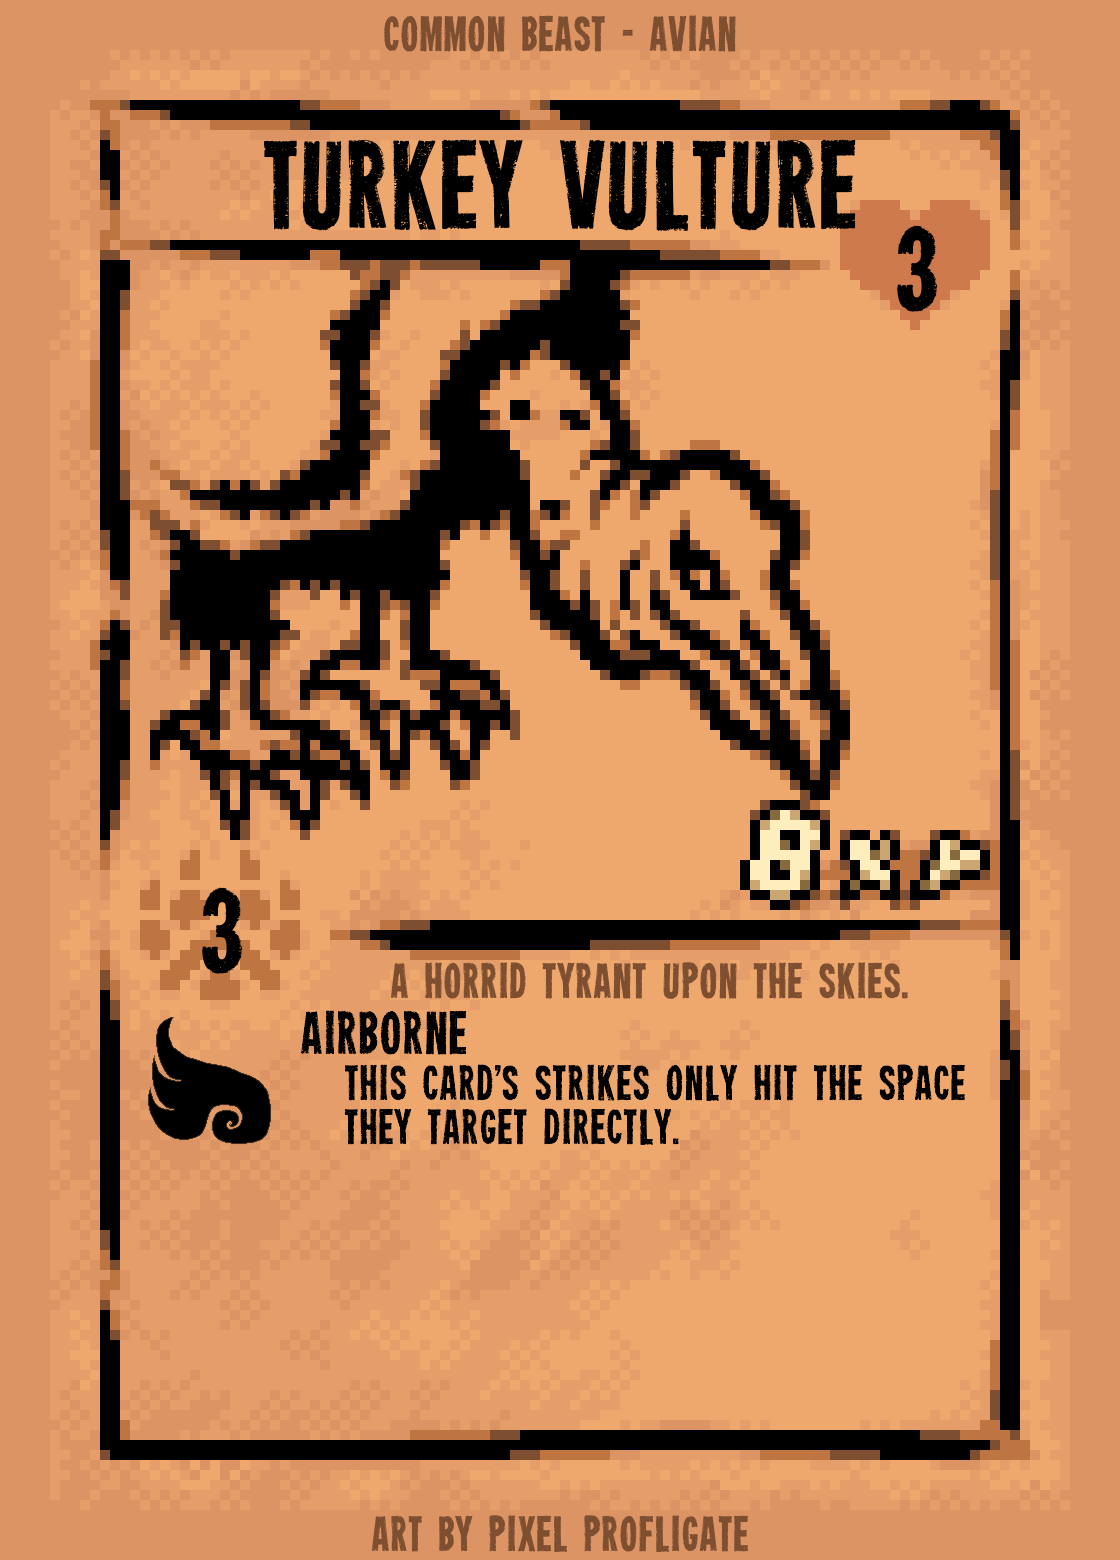 COMMON BEAST - AVIAN
TURKEY VULTURE
3
8
3
A HORRID TYRANT UPON THE SKIES.
AIRBORNE
THIS CARD'S STRIKES ONLY HIT THE SPACE
THEY TARGET DIRECTLY.
ART BY PIXEL PROFLIGATE